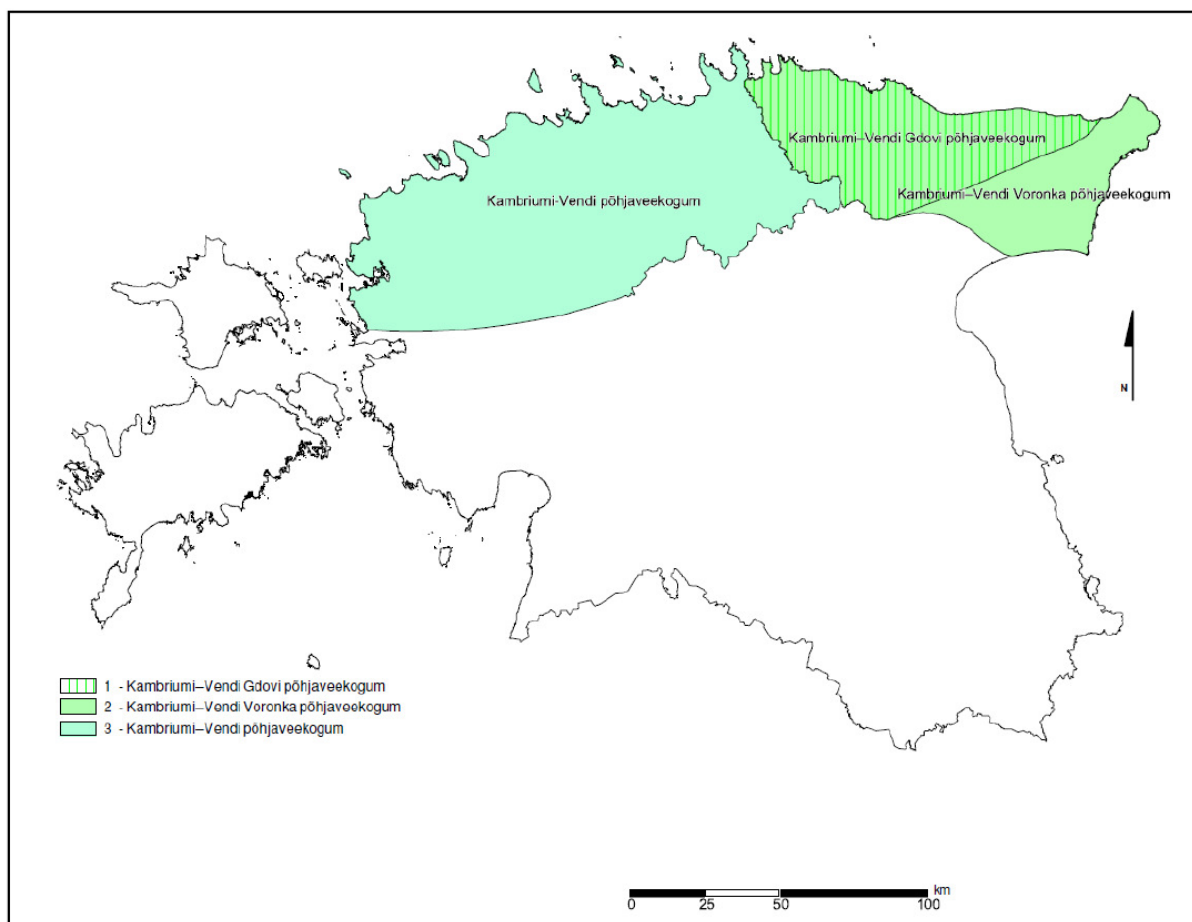 Kambriumi–Vendi Gdovi põhjaveekogum
Kambriumi-Vendi põhjaveekogum
Kambriumi–Vendi Voronka põhjaveekogum
N
1 - Kambriumi–Vendi Gdovi põhjaveekogum
2 - Kambriumi–Vendi Voronka põhjaveekogum
3 - Kambriumi–Vendi põhjaveekogum
km
0 25 50 100